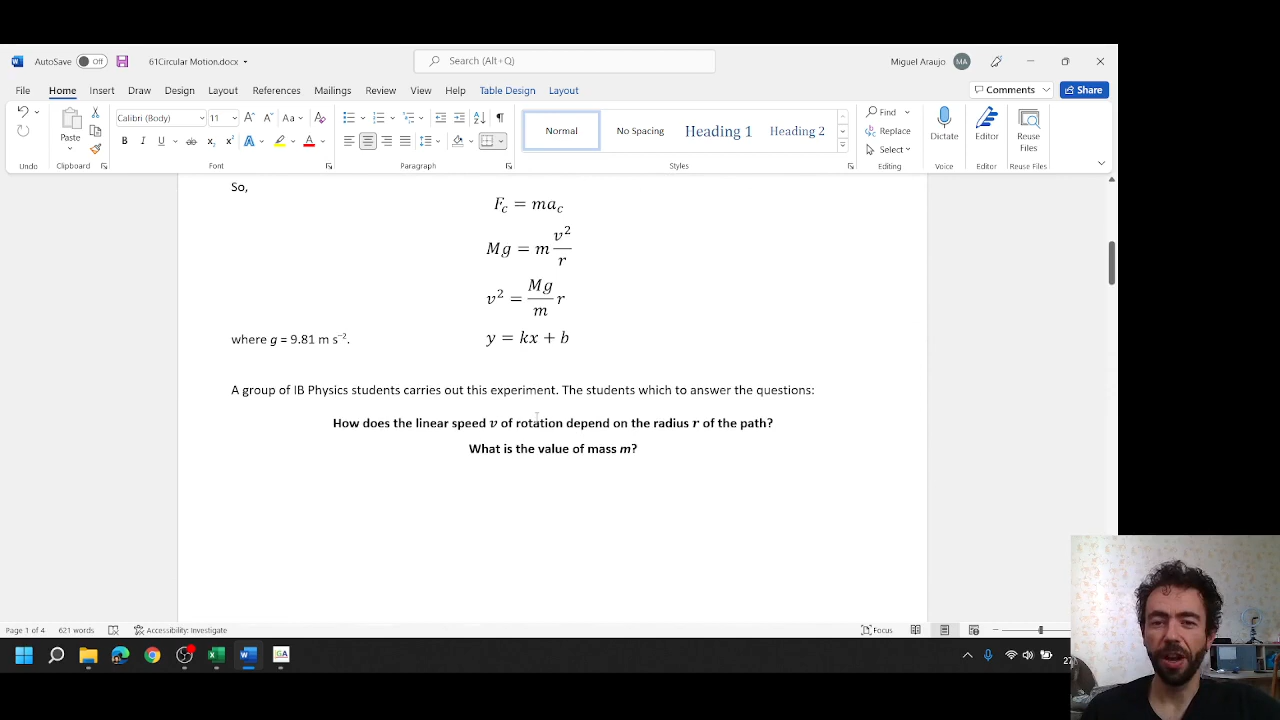 AutoSave Off 61Circular Motion.docx Search (Alt+Q) Miguel Araujo MA
File Home Insert Draw Design Layout References Mailings Review View Help Table Design Layout Comments Share
Calibri (Body) 11 Aa Normal No Spacing Heading 1 Heading 2 Find
Paste Replace Dictate Editor Reuse Files
Select
Undo Clipboard Font Paragraph Styles Editing Voice Editor Reuse Files
So,
F_c = ma_c
Mg = m v²/r
v² = Mg/m r
where g = 9.81 m s⁻². y = kx + b
A group of IB Physics students carries out this experiment. The students which to answer the questions:
How does the linear speed v of rotation depend on the radius r of the path?
What is the value of mass m?
Page 1 of 4 621 words Accessibility: Investigate Focus
iGA